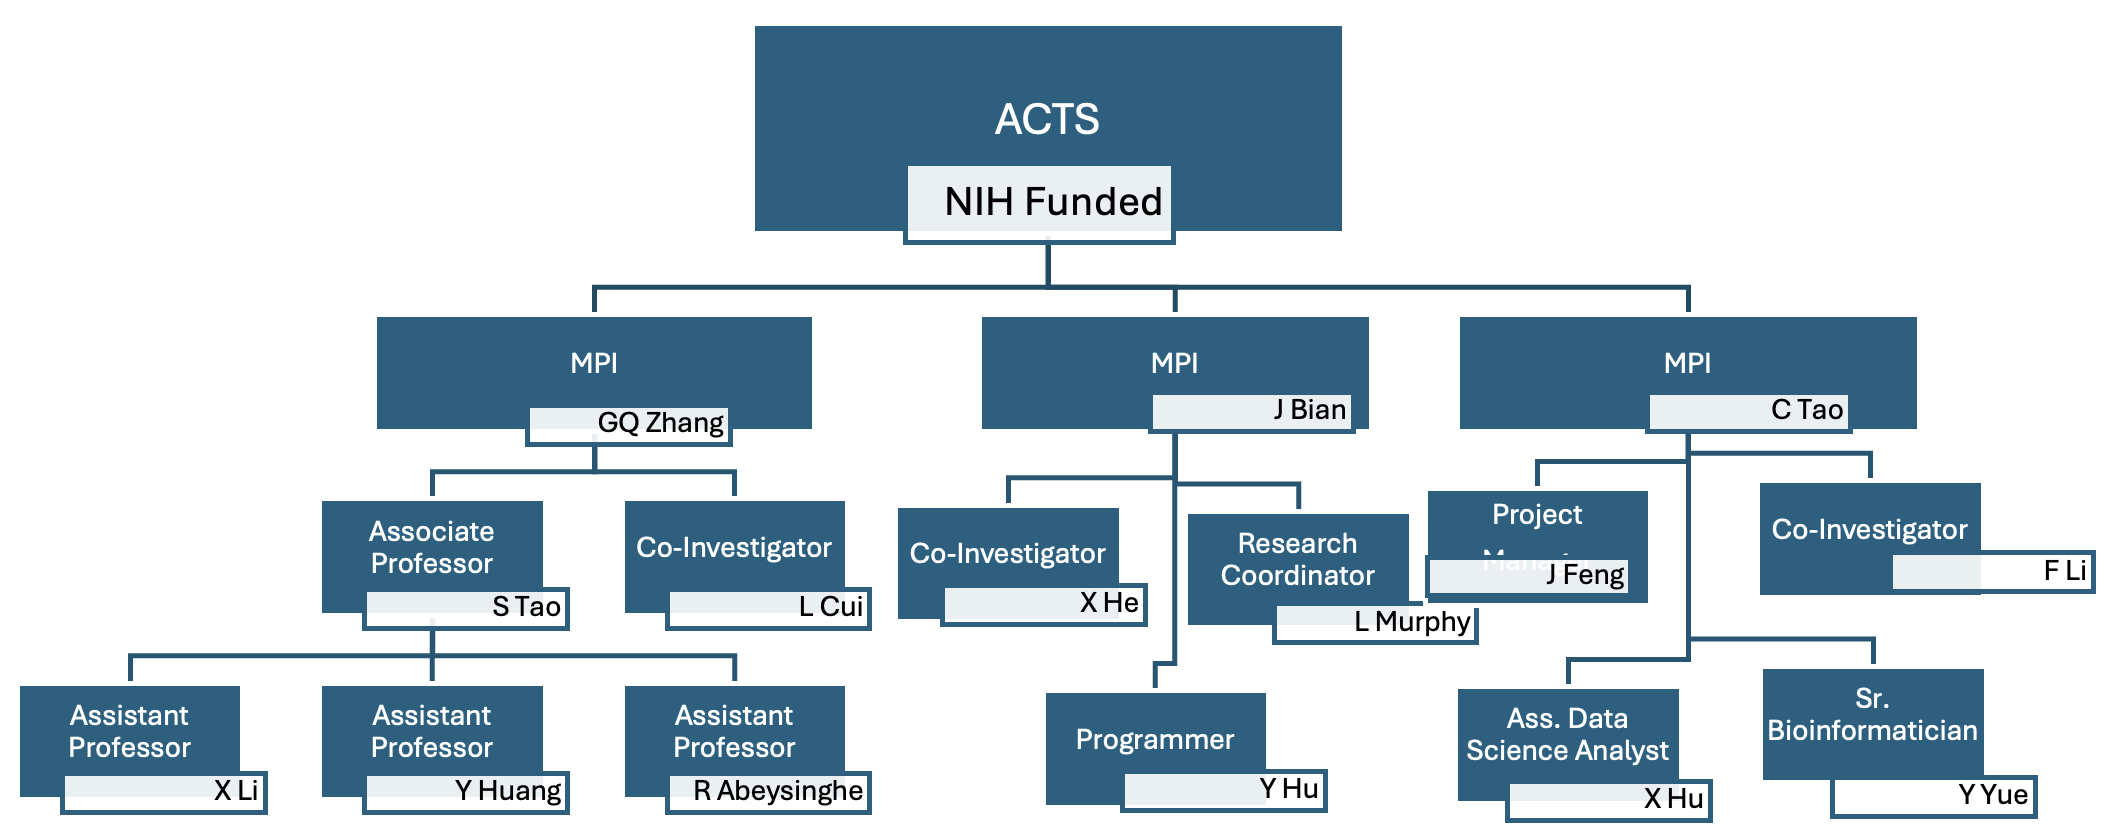 ACTS
NIH Funded
MPI
GQ Zhang
MPI
J Bian
MPI
C Tao
Associate
Professor
S Tao
Co-Investigator
L Cui
Co-Investigator
X He
Research
Coordinator
L Murphy
Project
Manager
J Feng
Co-Investigator
F Li
Assistant
Professor
X Li
Assistant
Professor
Y Huang
Assistant
Professor
R Abeysinghe
Programmer
Y Hu
Ass. Data
Science Analyst
X Hu
Sr.
Bioinformatician
Y Yue